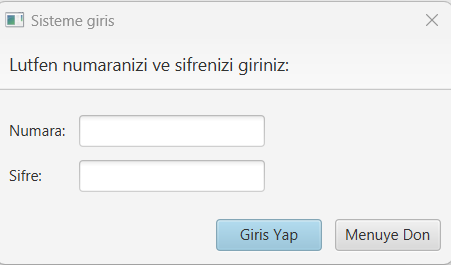 Sisteme giris
Lutfen numaranizi ve sifrenizi giriniz:
Numara:
Sifre:
Giris Yap
Menuye Don